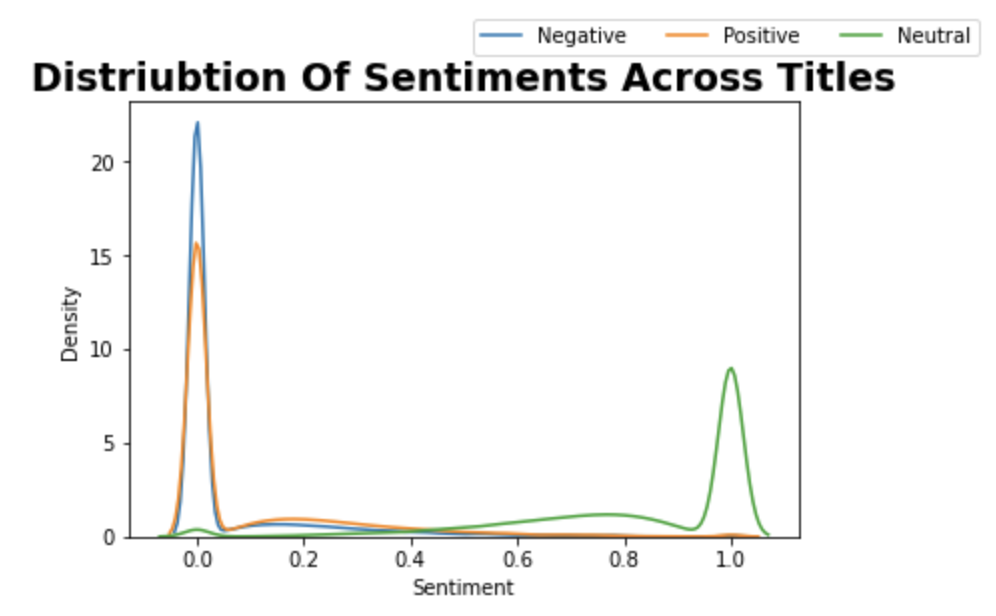 Negative Positive Neutral
Distriubtion Of Sentiments Across Titles
20
15
10
5
0
Density
0.0 0.2 0.4 0.6 0.8 1.0
Sentiment